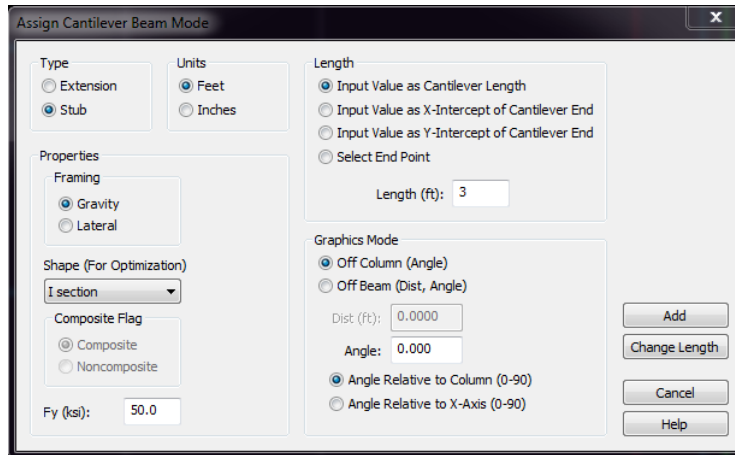 Assign Cantilever Beam Mode
x
Type
Extension
Stub
Units
Feet
Inches
Properties
Framing
Gravity
Lateral
Shape (For Optimization)
I section
Composite Flag
Composite
Noncomposite
Fy (ksi): 50.0
Length
Input Value as Cantilever Length
Input Value as X-Intercept of Cantilever End
Input Value as Y-Intercept of Cantilever End
Select End Point
Length (ft): 3
Graphics Mode
Off Column (Angle)
Off Beam (Dist, Angle)
Dist (ft): 0.0000
Angle: 0.000
Angle Relative to Column (0-90)
Angle Relative to X-Axis (0-90)
Add
Change Length
Cancel
Help